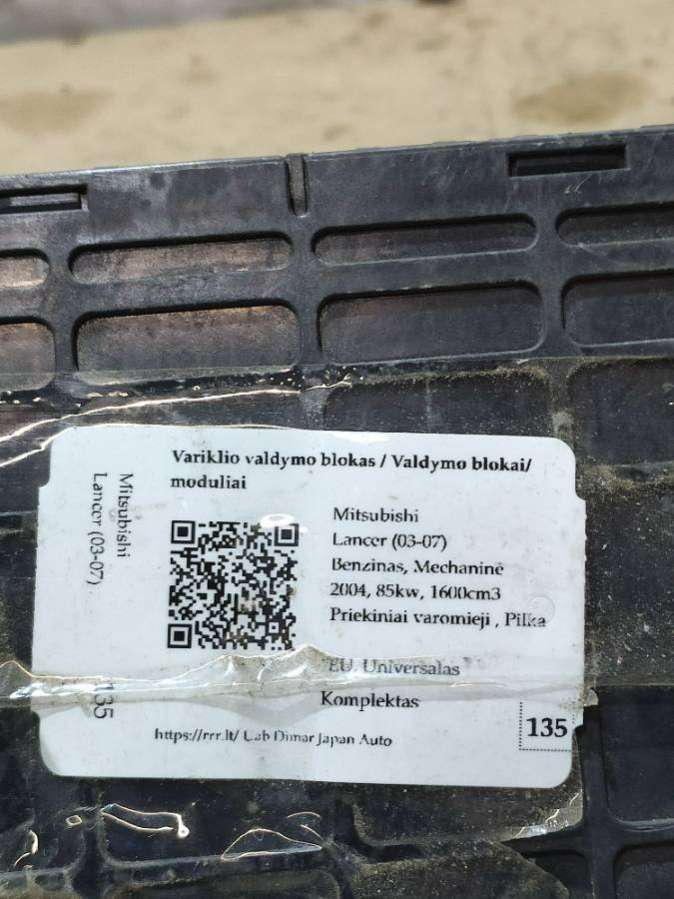 Variklio valdymo blokas / Valdymo blokai/
moduliai
Mitsubishi
Lancer (03-07)
Mitsubishi
Lancer (03-07)
Benzinas, Mechaninė
2004, 85kw, 1600cm3
Priekiniai varomieji , Pilka
EU, Universalas
Komplektas
135
135
https://rrr.lt/ Uab Dimar Japan Auto